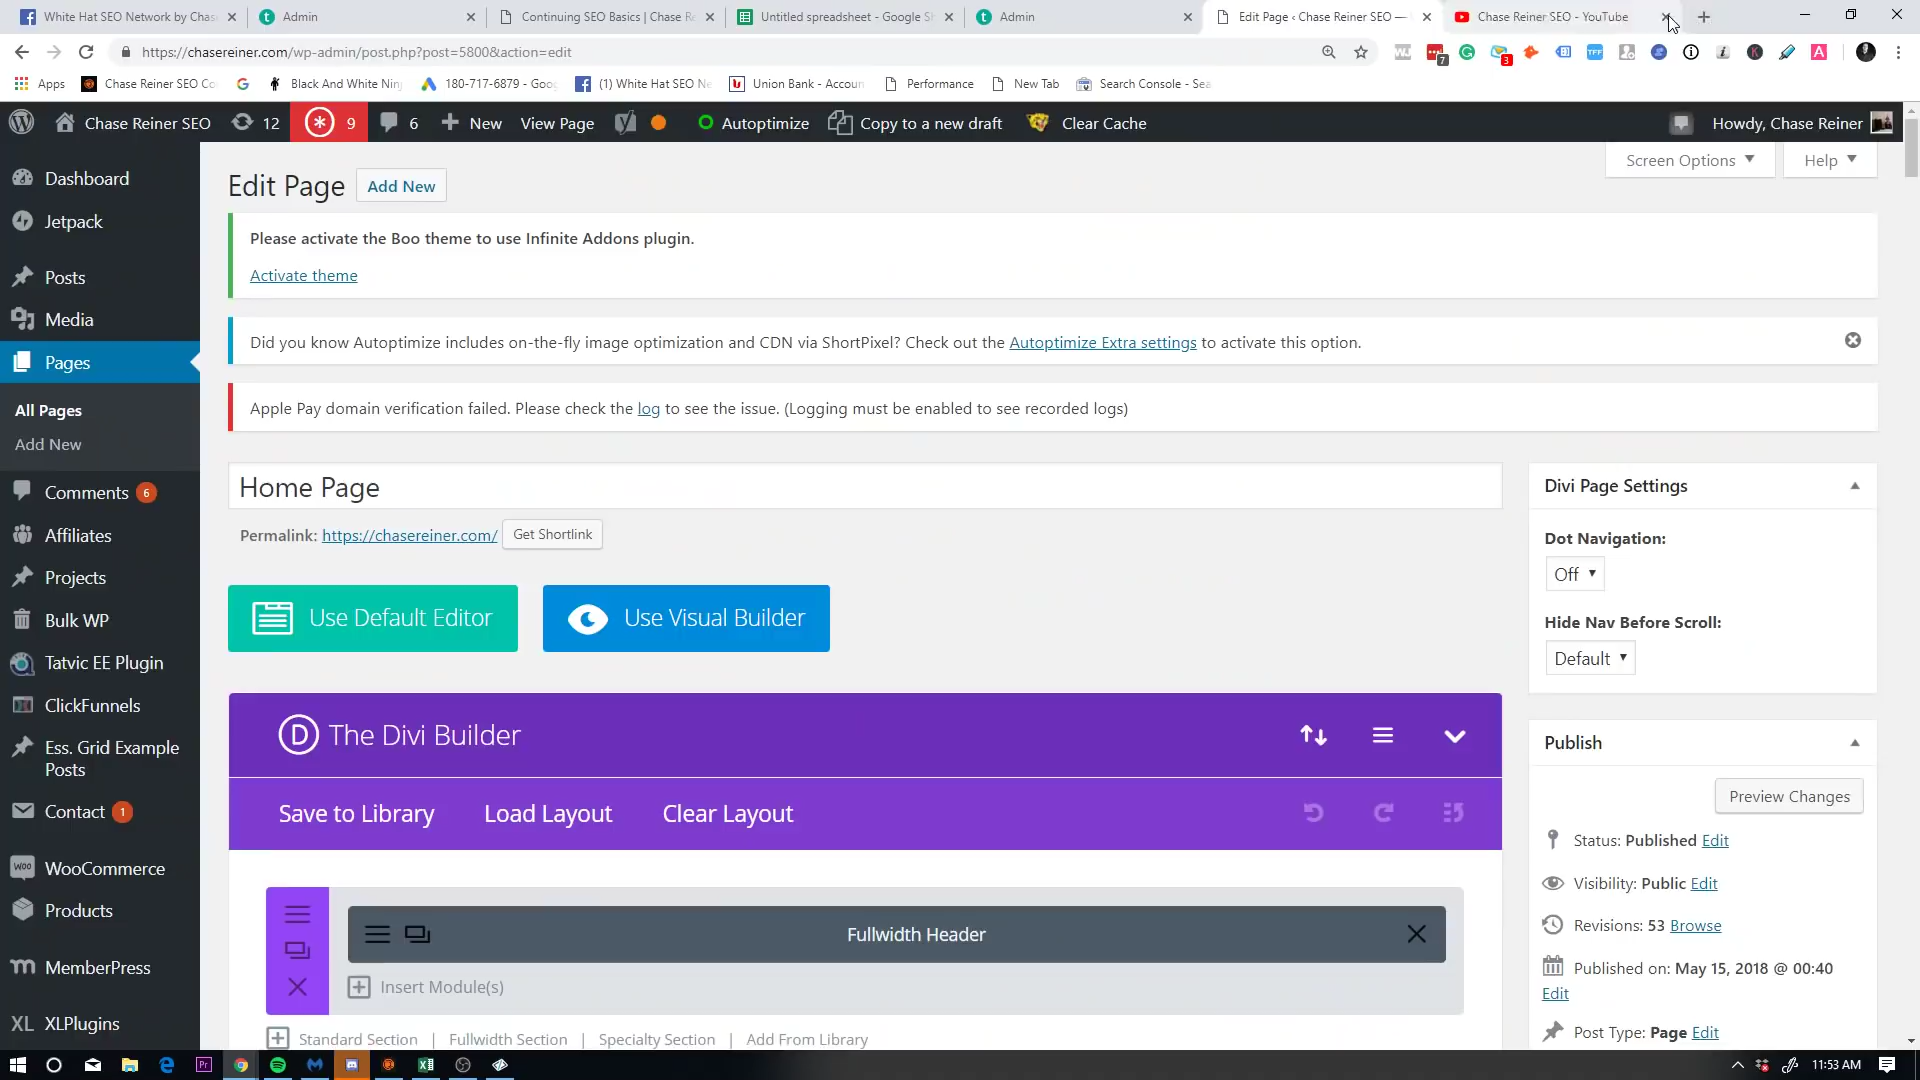 White Hat SEO Network by Chas
Admin
Continuing SEO Basics | Chase Re
Untitled spreadsheet - Google Sh
Admin
Edit Page ‹ Chase Reiner SEO —
Chase Reiner SEO - YouTube
https://chasereiner.com/wp-admin/post.php?post=5800&action=edit
7
3
Apps
Chase Reiner SEO Co
Black And White Nin
180-717-6879 - Goog
(1) White Hat SEO Ne
Union Bank - Accoun
Performance
New Tab
Search Console - Sea
Chase Reiner SEO
12
9
6
New
View Page
Autoptimize
Copy to a new draft
Clear Cache
Howdy, Chase Reiner
Screen Options
Help
Dashboard
Jetpack
Posts
Media
Pages
All Pages
Add New
Comments 6
Affiliates
Projects
Bulk WP
Tatvic EE Plugin
ClickFunnels
Ess. Grid Example
Posts
Contact 1
WooCommerce
Products
MemberPress
XL XLPlugins
Edit Page
Add New
Please activate the Boo theme to use Infinite Addons plugin.
Activate theme
Did you know Autoptimize includes on-the-fly image optimization and CDN via ShortPixel? Check out the Autoptimize Extra settings to activate this option.
Apple Pay domain verification failed. Please check the log to see the issue. (Logging must be enabled to see recorded logs)
Home Page
Permalink: https://chasereiner.com/ Get Shortlink
Use Default Editor
Use Visual Builder
D The Divi Builder
Save to Library
Load Layout
Clear Layout
Fullwidth Header
Insert Module(s)
Standard Section | Fullwidth Section | Specialty Section | Add From Library
Divi Page Settings
Dot Navigation:
Off
Hide Nav Before Scroll:
Default
Publish
Preview Changes
Status: Published Edit
Visibility: Public Edit
Revisions: 53 Browse
Published on: May 15, 2018 @ 00:40
Edit
Post Type: Page Edit
11:53 AM